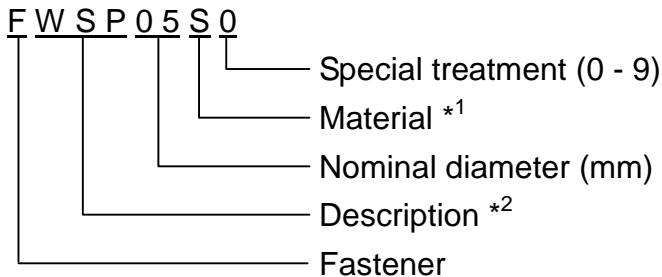 F W S P 0 5 S 0
Special treatment (0 - 9)
Material *1
Nominal diameter (mm)
Description *2
Fastener